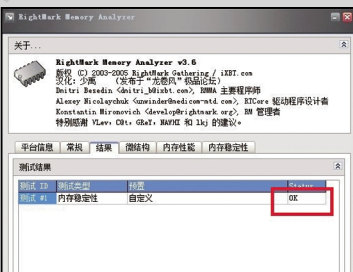 RightMark Memory Analyzer
关于...
RightMark Memory Analyzer v3.6
版权 (C) 2003-2005 RightMark Gathering / iXBT.com
汉化：少禹 （发布于“龙卷风”极品论坛）
Dmitri Besedin <dmitri_b@ixbt.com>, RMMA 主要程序师
Alexey Nicolaychuk <unwinder@medicom-mtd.com>, RTCore 驱动程序设计者
Konstantin Mironovich <develop@rightmark.org>, RM 管理者
特别感谢 VLev, C@t, GReY, NAVHI 和 lkj 的建议。
平台信息 常规 结果 微结构 内存性能 内存稳定性
测试结果
测试 ID 测试类型 预置 Status
测试 #1 内存稳定性 自定义 OK